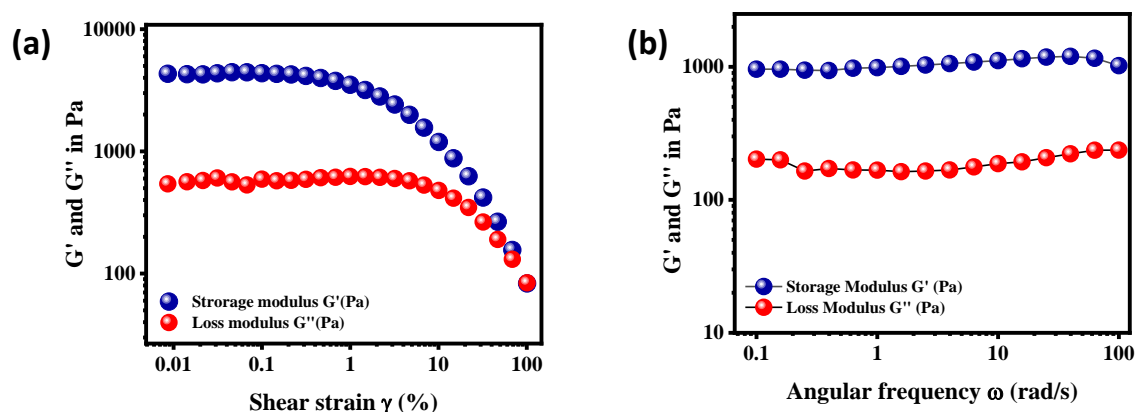 (a)
G' and G'' in Pa
10000
1000
100
0.01 0.1 1 10 100
Shear strain γ (%)
Strorage modulus G'(Pa)
Loss modulus G''(Pa)
(b)
G' and G'' in Pa
1000
100
10
0.1 1 10 100
Angular frequency ω (rad/s)
Storage Modulus G' (Pa)
Loss Modulus G'' (Pa)